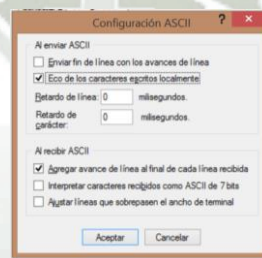 Configuración ASCII
?
×
Al enviar ASCII
Enviar fin de línea con los avances de línea
Eco de los caracteres escritos localmente
Retardo de línea: 0 milisegundos.
Retardo de carácter: 0 milisegundos.
Al recibir ASCII
Agregar avance de línea al final de cada línea recibida
Interpretar caracteres recibidos como ASCII de 7 bits
Ajustar líneas que sobrepasen el ancho de terminal
Aceptar Cancelar